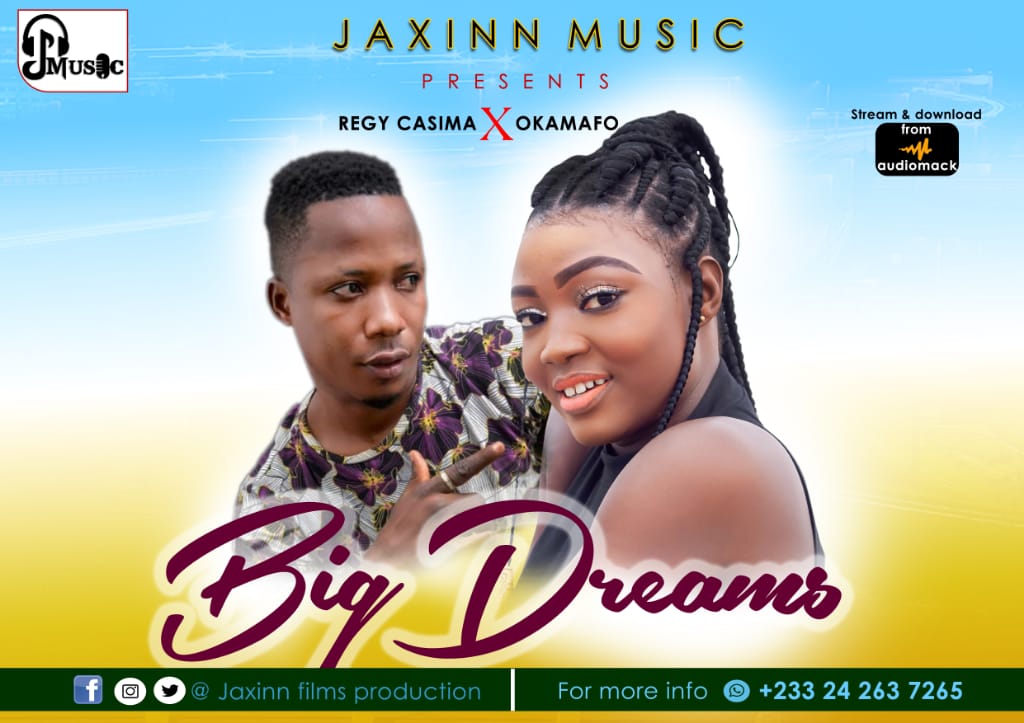 JMusic
JAXINN MUSIC
PRESENTS
REGY CASIMA X OKAMAFO
Stream & download
from
audiomack
Big Dreams
@ Jaxinn films production
For more info +233 24 263 7265